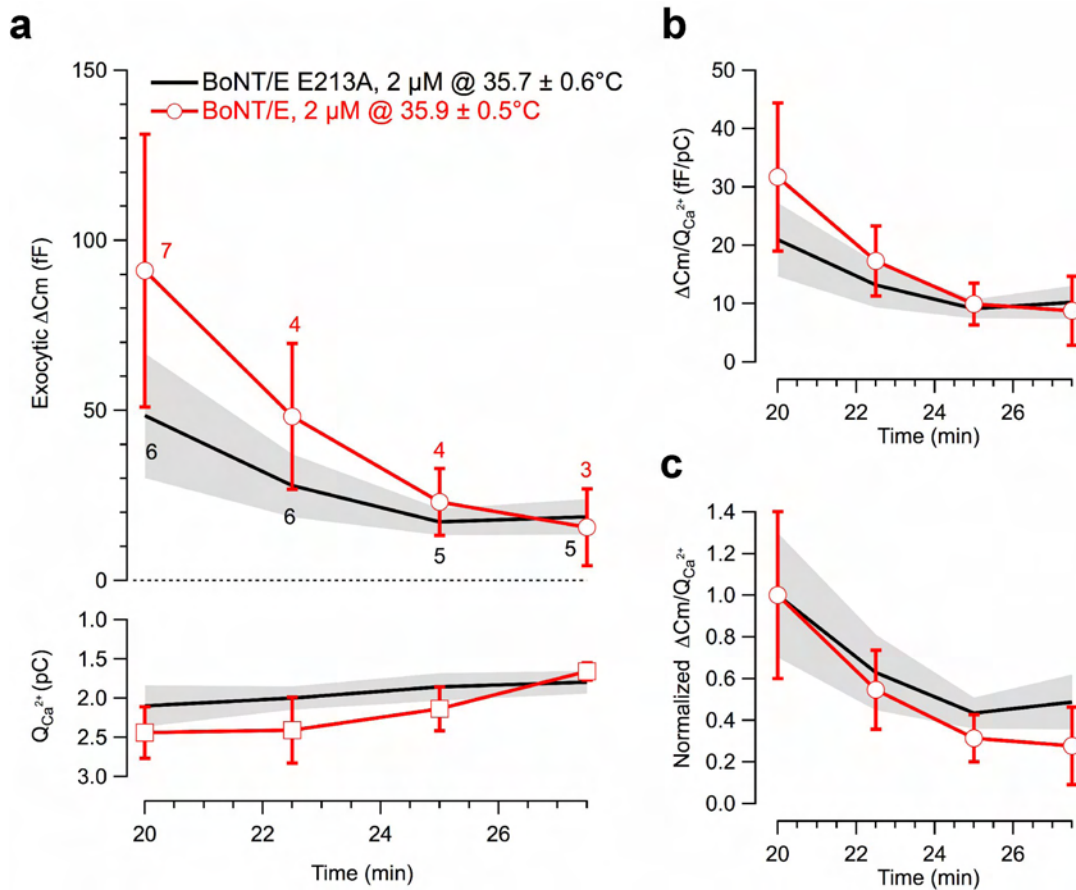 a
150
100
50
0
Exocytic ΔCm (fF)
BoNT/E E213A, 2 µM @ 35.7 ± 0.6°C
BoNT/E, 2 µM @ 35.9 ± 0.5°C
7
4
4
3
6
6
5
5
1.0
1.5
2.0
2.5
3.0
Q Ca²⁺ (pC)
20 22 24 26
Time (min)
b
50
40
30
20
10
0
ΔCm/Q Ca²⁺ (fF/pC)
20 22 24 26
Time (min)
c
1.4
1.2
1.0
0.8
0.6
0.4
0.2
0.0
Normalized ΔCm/Q Ca²⁺
20 22 24 26
Time (min)